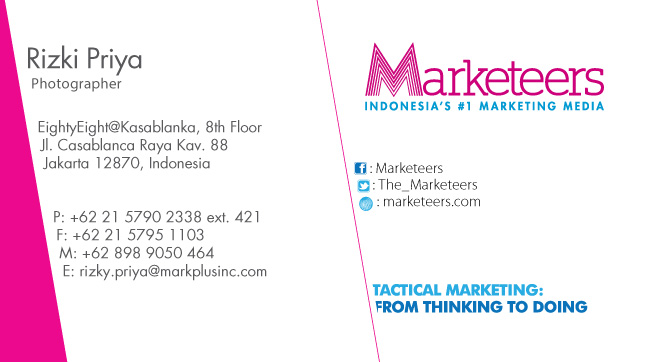 Rizki Priya
Photographer
EightyEight@Kasablanka, 8th Floor
Jl. Casablanca Raya Kav. 88
Jakarta 12870, Indonesia
P: +62 21 5790 2338 ext. 421
F: +62 21 5795 1103
M: +62 898 9050 464
E: rizky.priya@markplusinc.com
Marketeers
INDONESIA'S #1 MARKETING MEDIA
: Marketeers
: The_Marketeers
: marketeers.com
TACTICAL MARKETING:
FROM THINKING TO DOING